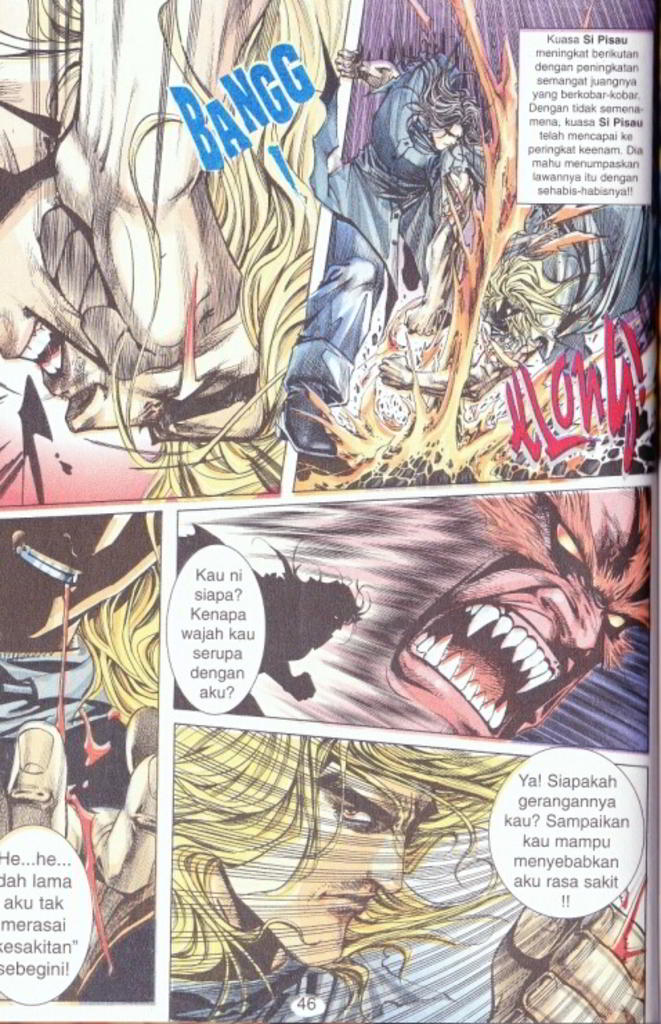 BANGG
!
Kuasa Si Pisau
meningkat berikutan
dengan peningkatan
semangat juangnya
yang berkobar-kobar.
Dengan tidak semena-
mena, kuasa Si Pisau
telah mencapai ke
peringkat keenam. Dia
mahu menumpaskan
lawannya itu dengan
sehabis-habisnya!!
KLONG!
Kau ni
siapa?
Kenapa
wajah kau
serupa
dengan
aku?
He...he...
dah lama
aku tak
merasai
kesakitan"
sebegini!
Ya! Siapakah
gerangannya
kau? Sampaikan
kau mampu
menyebabkan
aku rasa sakit
!!
46